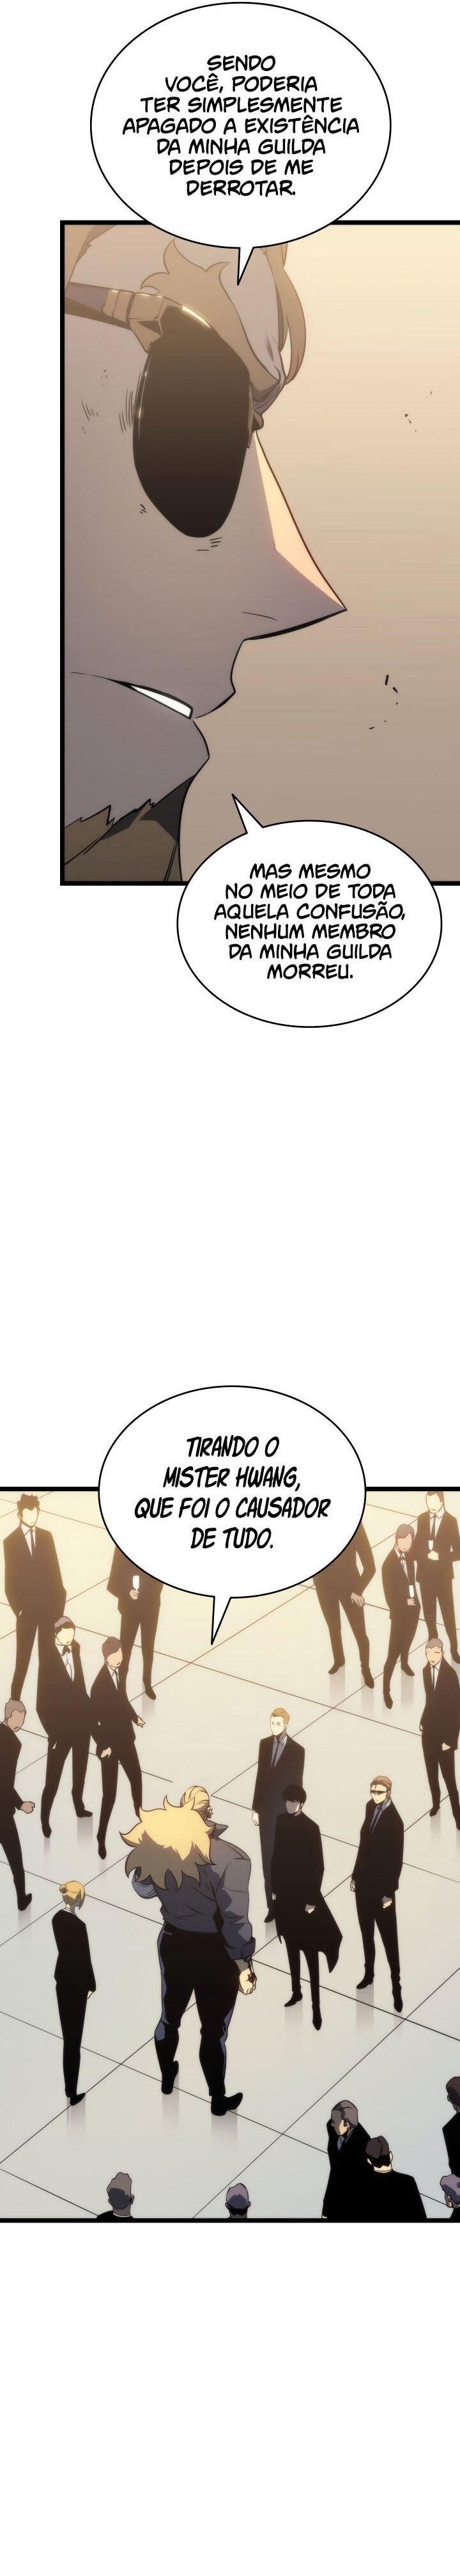 SENDO
VOCÊ, PODERIA
TER SIMPLESMENTE
APAGADO A EXISTÊNCIA
DA MINHA GUILDA
DEPOIS DE ME
DERROTAR.
MAS MESMO
NO MEIO DE TODA
AQUELA CONFUSÃO,
NENHUM MEMBRO
DA MINHA GUILDA
MORREU.
TIRANDO O
MISTER HWANG,
QUE FOI O CAUSADOR
DE TUDO.